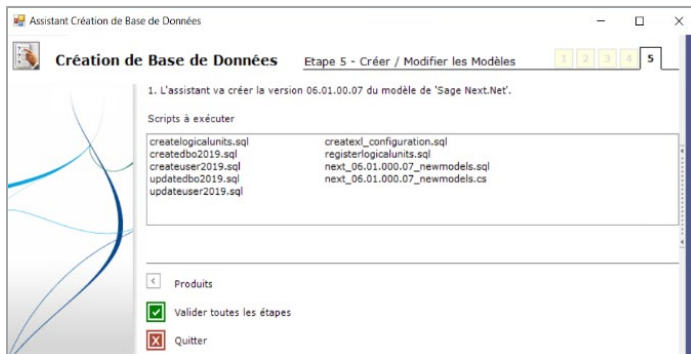 Assistant Création de Base de Données
Création de Base de Données
Etape 5 - Créer / Modifier les Modèles
1 2 3 4 5
1. L'assistant va créer la version 06.01.00.07 du modèle de 'Sage Next.Net'.
Scripts à exécuter
createlogicalunits.sql createxl_configuration.sql
createdbo2019.sql registerlogicalunits.sql
createuser2019.sql next_06.01.000.07_newmodels.sql
updatedbo2019.sql next_06.01.000.07_newmodels.cs
updateuser2019.sql
Produits
Valider toutes les étapes
Quitter